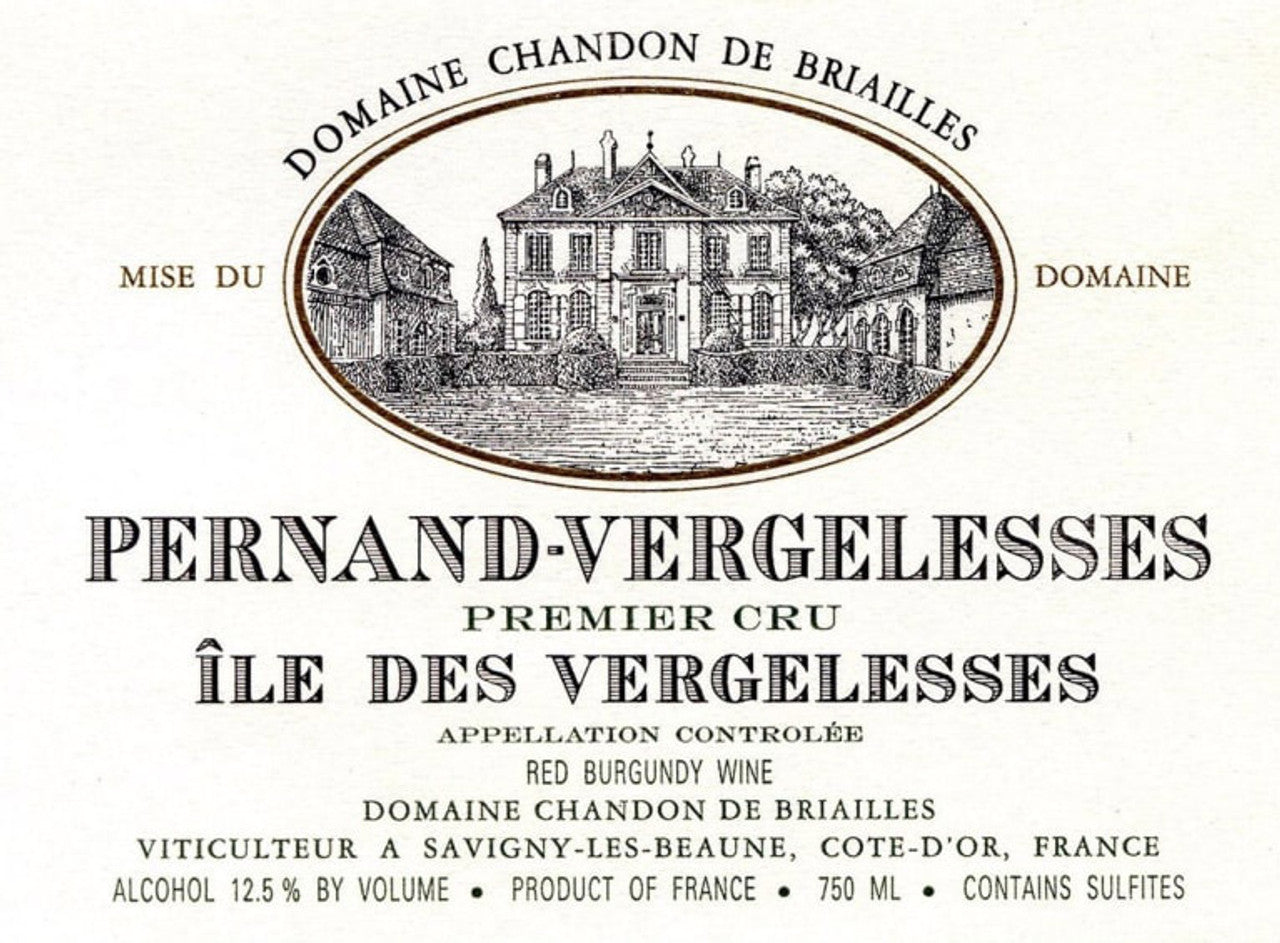 DOMAINE CHANDON DE BRIAILLES
MISE DU DOMAINE
PERNAND-VERGELESSES
PREMIER CRU
ÎLE DES VERGELESSES
APPELLATION CONTROLÉE
RED BURGUNDY WINE
DOMAINE CHANDON DE BRIAILLES
VITICULTEUR A SAVIGNY-LES-BEAUNE, COTE-D'OR, FRANCE
ALCOHOL 12.5 % BY VOLUME • PRODUCT OF FRANCE • 750 ML • CONTAINS SULFITES